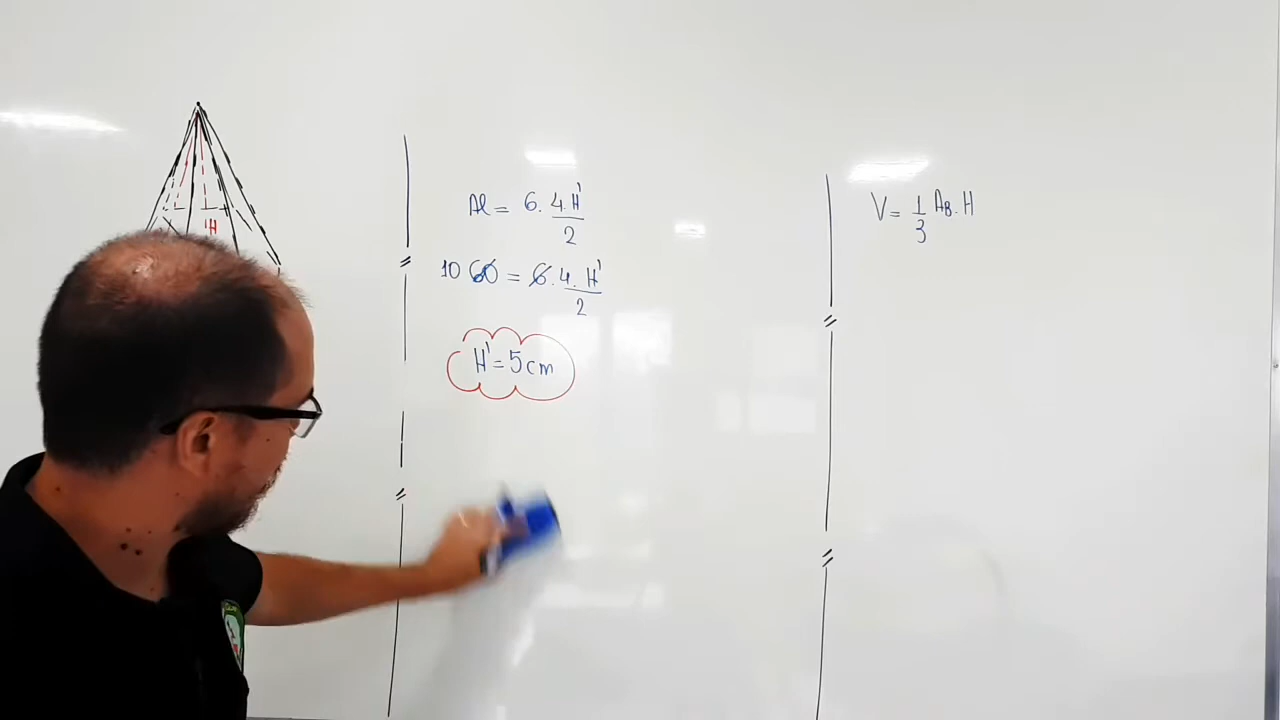 H
Al = 6. 4.H' / 2
10 60 = 6. 4. H' / 2
H' = 5cm
V = 1/3 AB. H